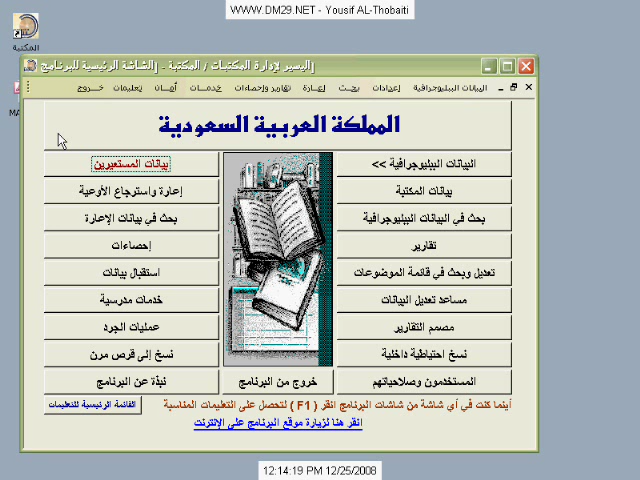 WWW.DM29.NET - Yousif AL-Thobaiti
المكتبة
MA
اليسير لإدارة المكتبات / المكتبة - [الشاشة الرئيسية للبرنامج]
البيانات الببليوجرافية إعدادات بحث إعارة تقارير وإحصاءات خدمات أمان تعليمات خروج
المملكة العربية السعودية
البيانات الببليوجرافية >>
بيانات المستعيرين
بيانات المكتبة
إعارة واسترجاع الأوعية
بحث في البيانات الببليوجرافية
بحث في بيانات الإعارة
تقارير
إحصاءات
تعديل وبحث في قائمة الموضوعات
استقبال بيانات
مساعد تعديل البيانات
خدمات مدرسية
مصمم التقارير
عمليات الجرد
نسخ احتياطية داخلية
نسخ إلى قرص مرن
المستخدمون وصلاحياتهم
خروج من البرنامج
نبذة عن البرنامج
أينما كنت في أي شاشة من شاشات البرنامج انقر ( F1 ) لتحصل على التعليمات المناسبة
القائمة الرئيسية للتعليمات
انقر هنا لزيارة موقع البرنامج على الإنترنت
12:14:19 PM 12/25/2008